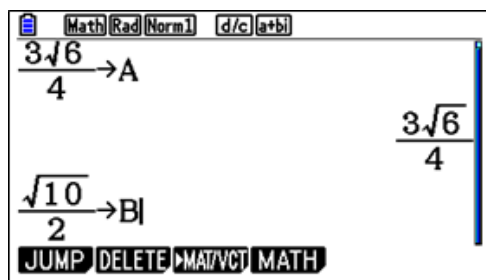 Math Rad Norm1 d/c a+bi
3√6/4→A
3√6/4
√10/2→B
JUMP DELETE ▶MAT/VCT MATH